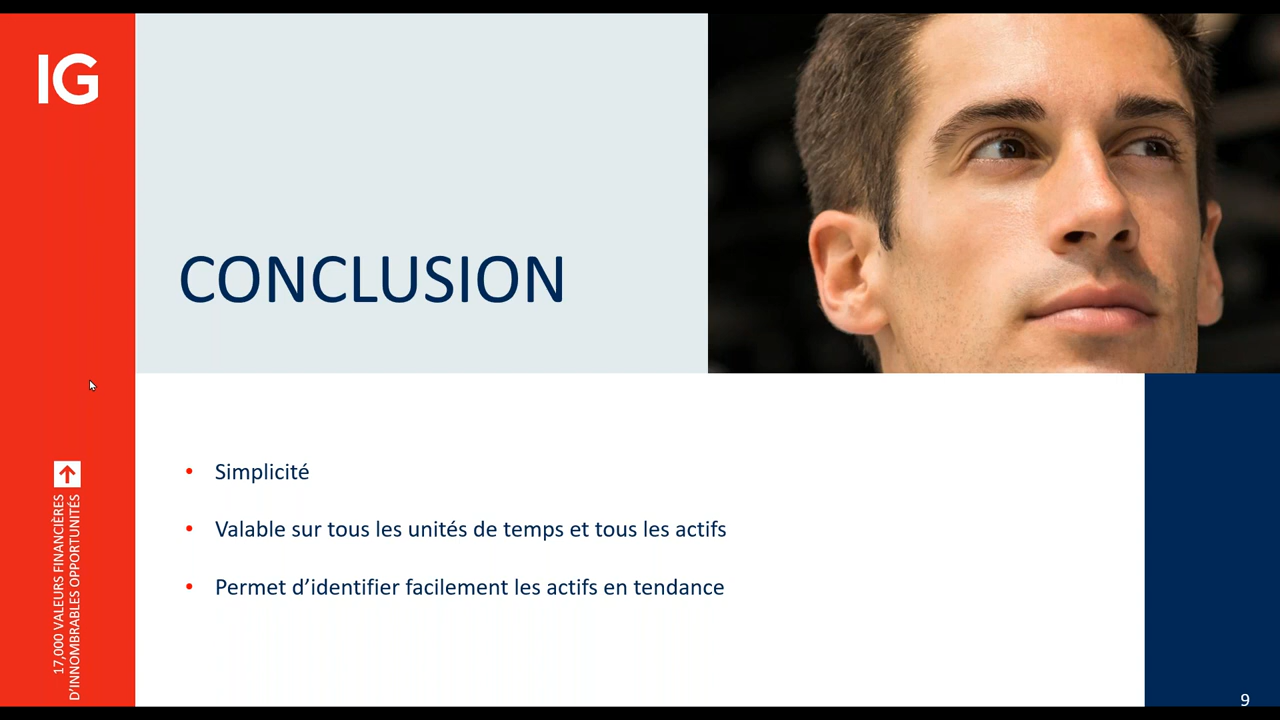 IG
CONCLUSION
• Simplicité
• Valable sur tous les unités de temps et tous les actifs
• Permet d’identifier facilement les actifs en tendance
17,000 VALEURS FINANCIÈRES
D’INNOMBRABLES OPPORTUNITÉS
9